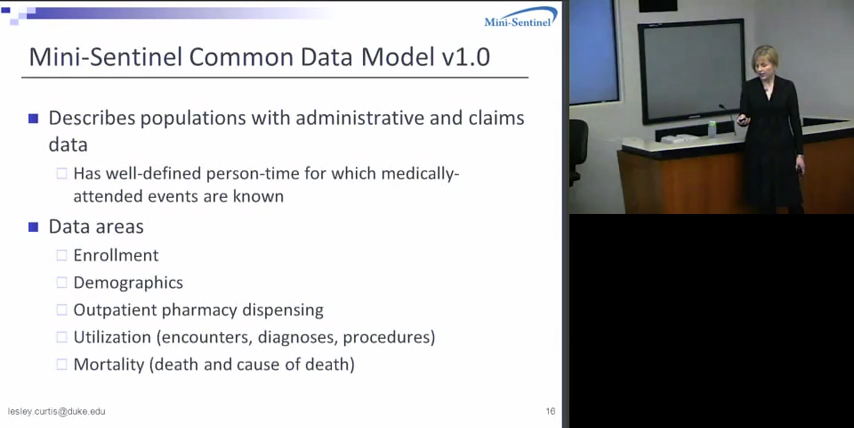 Mini-Sentinel
Mini-Sentinel Common Data Model v1.0
Describes populations with administrative and claims
data
Has well-defined person-time for which medically-
attended events are known
Data areas
Enrollment
Demographics
Outpatient pharmacy dispensing
Utilization (encounters, diagnoses, procedures)
Mortality (death and cause of death)
lesley.curtis@duke.edu
16